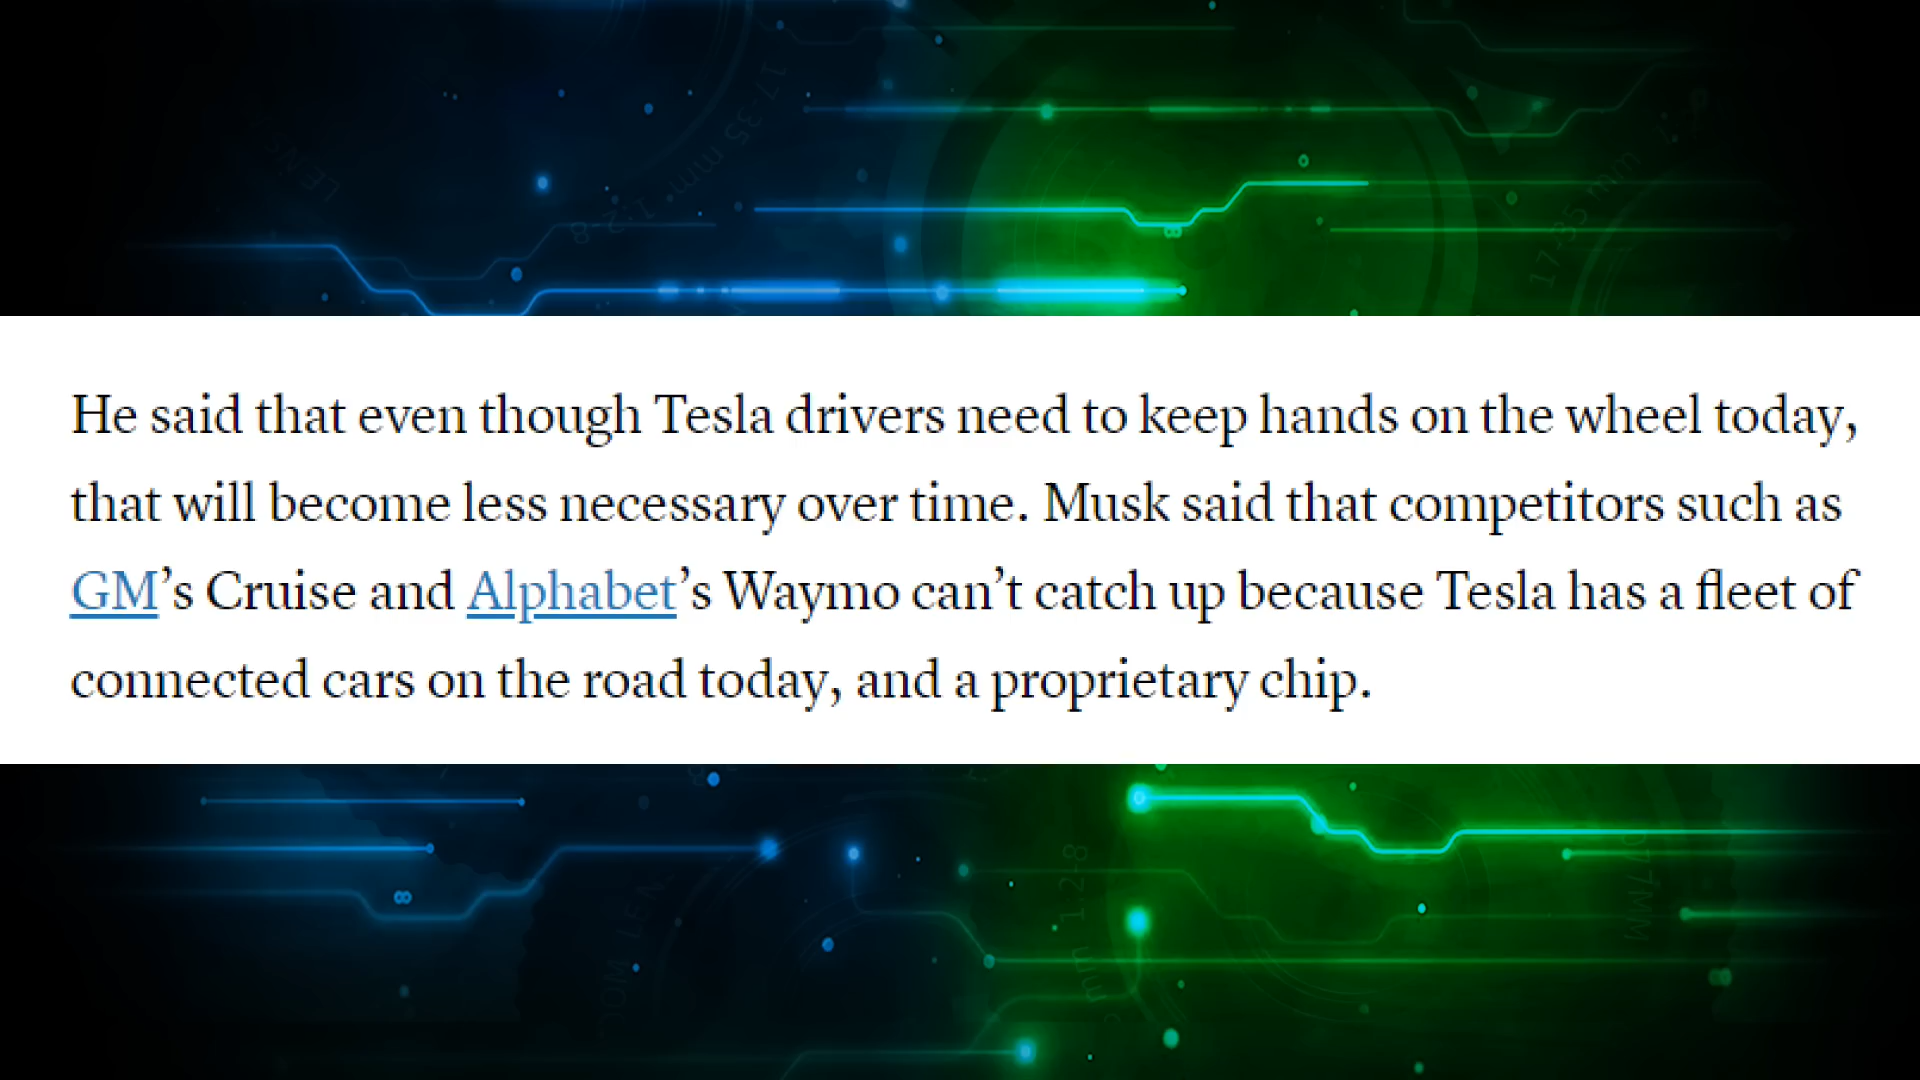 He said that even though Tesla drivers need to keep hands on the wheel today,
that will become less necessary over time. Musk said that competitors such as
GM’s Cruise and Alphabet’s Waymo can’t catch up because Tesla has a fleet of
connected cars on the road today, and a proprietary chip.